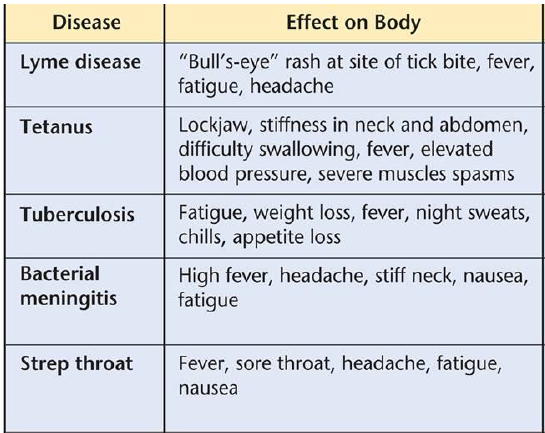 Disease
Effect on Body
Lyme disease
“Bull’s-eye” rash at site of tick bite, fever,
fatigue, headache
Tetanus
Lockjaw, stiffness in neck and abdomen,
difficulty swallowing, fever, elevated
blood pressure, severe muscles spasms
Tuberculosis
Fatigue, weight loss, fever, night sweats,
chills, appetite loss
Bacterial
meningitis
High fever, headache, stiff neck, nausea,
fatigue
Strep throat
Fever, sore throat, headache, fatigue,
nausea